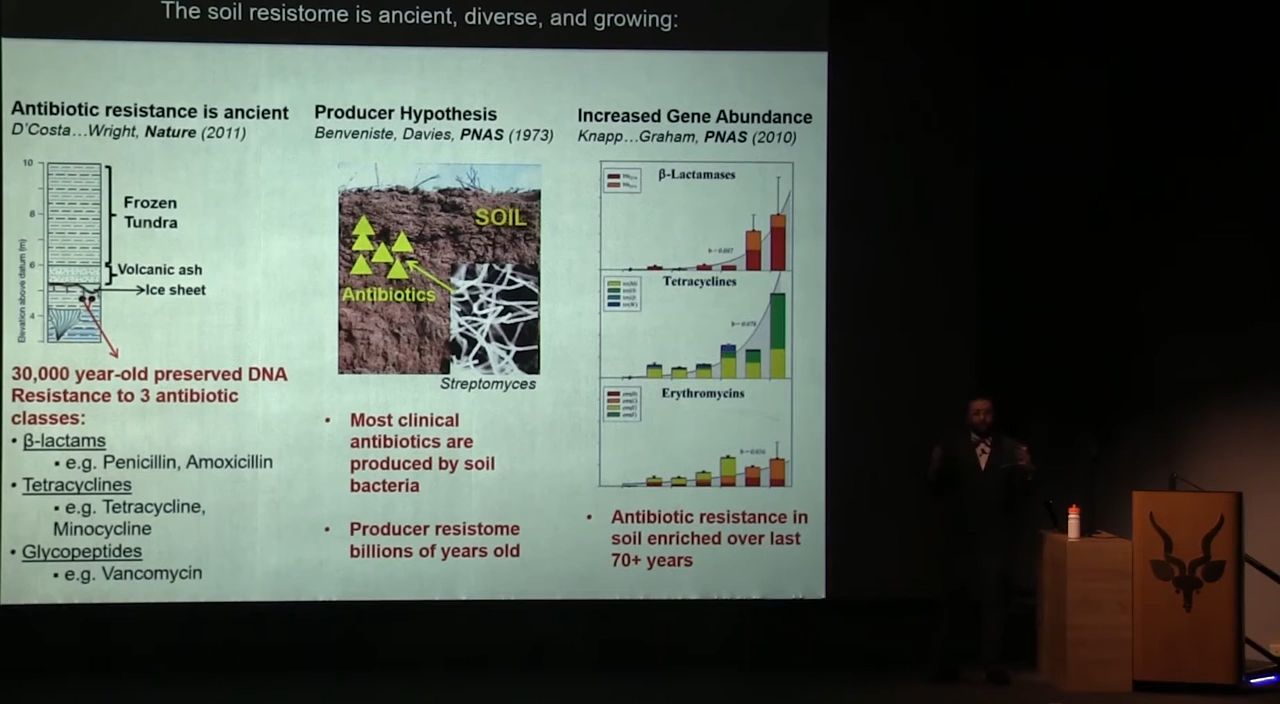 The soil resistome is ancient, diverse, and growing:
Antibiotic resistance is ancient
D'Costa...Wright, Nature (2011)
10
8
6
4
Elevation above datum (m)
Frozen
Tundra
Volcanic ash
Ice sheet
30,000 year-old preserved DNA
Resistance to 3 antibiotic
classes:
• β-lactams
▪ e.g. Penicillin, Amoxicillin
• Tetracyclines
▪ e.g. Tetracycline,
Minocycline
• Glycopeptides
▪ e.g. Vancomycin
Producer Hypothesis
Benveniste, Davies, PNAS (1973)
SOIL
Antibiotics
Streptomyces
• Most clinical
antibiotics are
produced by soil
bacteria
• Producer resistome
billions of years old
Increased Gene Abundance
Knapp...Graham, PNAS (2010)
β-Lactamases
Tetracyclines
Erythromycins
• Antibiotic resistance in
soil enriched over last
70+ years